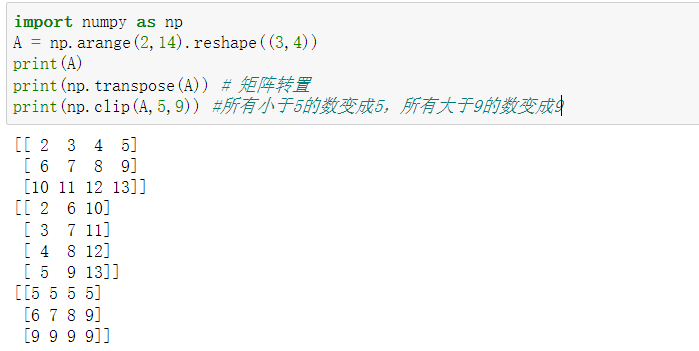 import numpy as np
A = np.arange(2,14).reshape((3,4))
print(A)
print(np.transpose(A)) # 矩阵转置
print(np.clip(A,5,9)) #所有小于5的数变成5，所有大于9的数变成9
[[ 2  3  4  5]
 [ 6  7  8  9]
 [10 11 12 13]]
[[ 2  6 10]
 [ 3  7 11]
 [ 4  8 12]
 [ 5  9 13]]
[[5 5 5 5]
 [6 7 8 9]
 [9 9 9 9]]